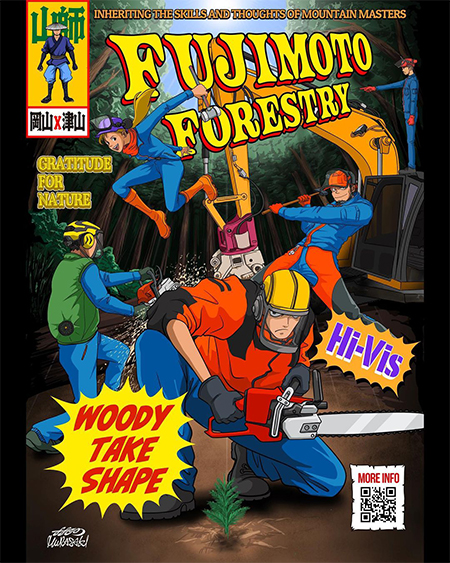 INHERITING THE SKILLS AND THOUGHTS OF MOUNTAIN MASTERS
山師
岡山x津山
FUJIMOTO
FORESTRY
GRATITUDE
FOR
NATURE
Hi-Vis
WOODY
TAKE
SHAPE
MORE INFO